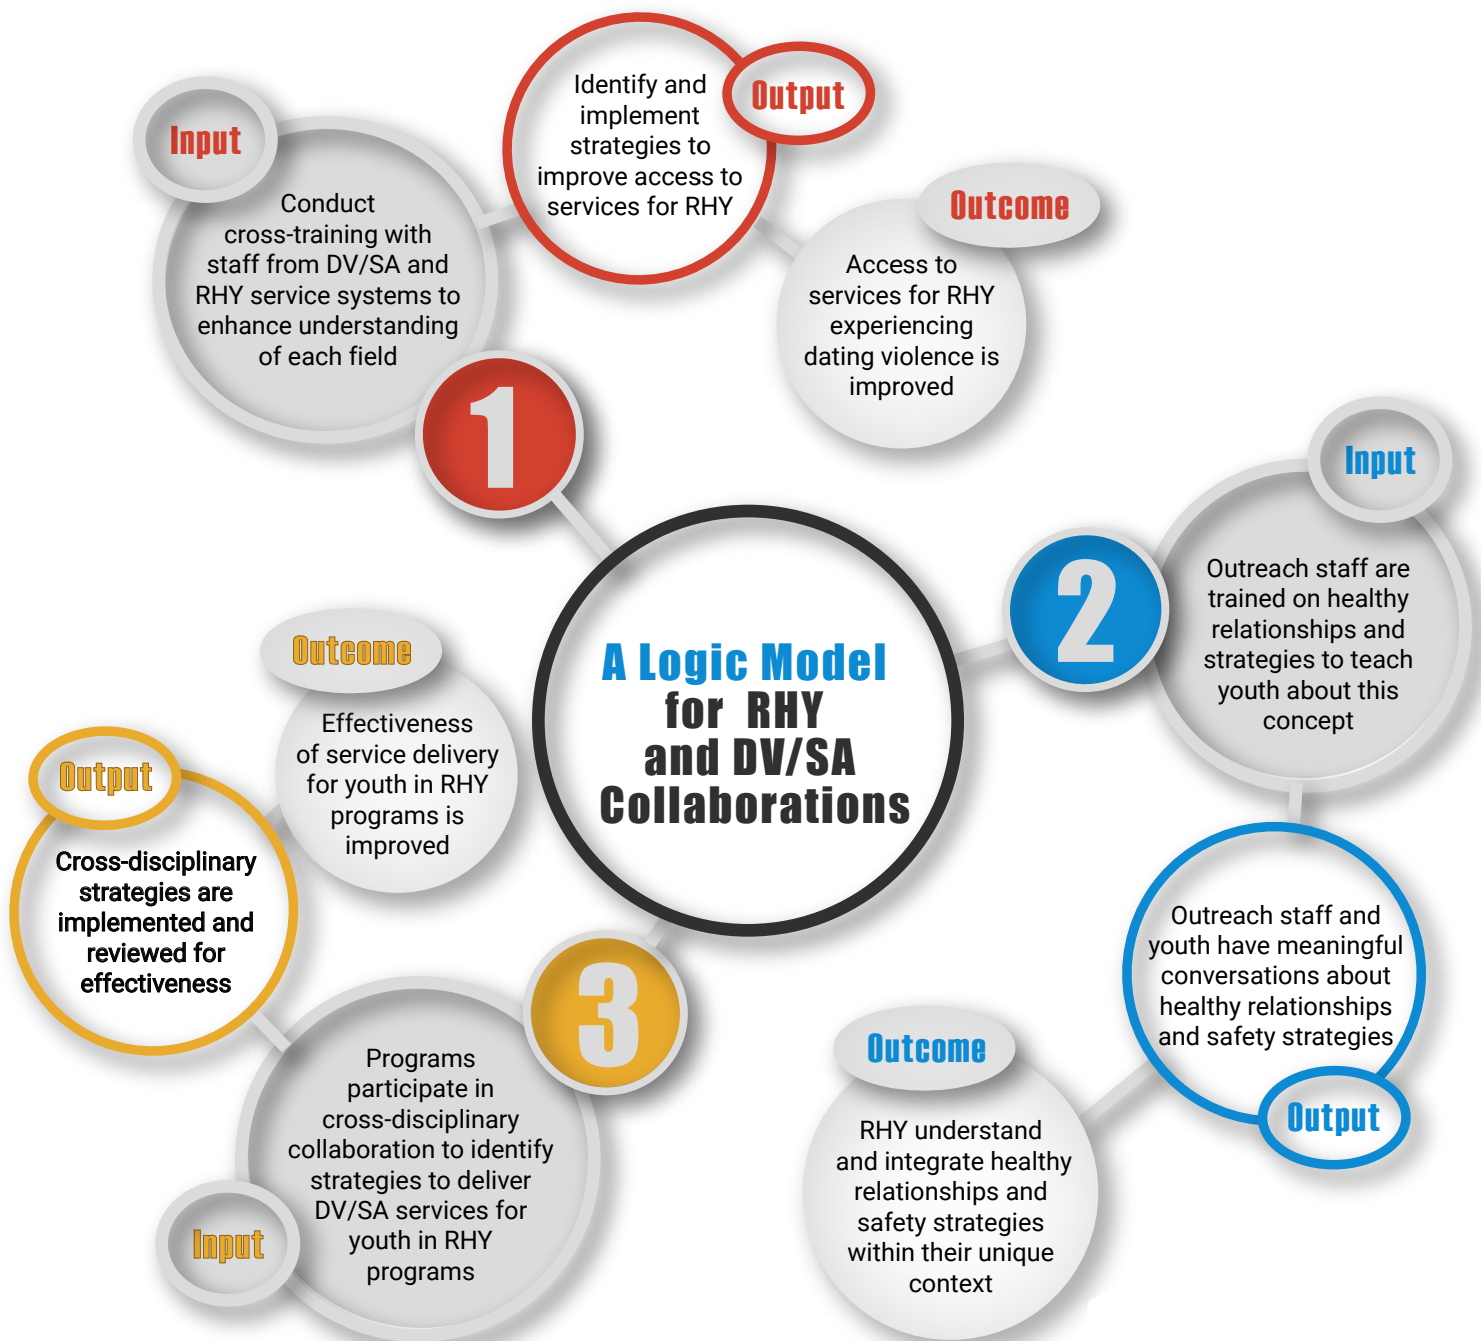 A Logic Model
for RHY
and DV/SA
Collaborations
1
Input
Conduct
cross-training with
staff from DV/SA and
RHY service systems to
enhance understanding
of each field
Output
Identify and
implement
strategies to
improve access to
services for RHY
Outcome
Access to
services for RHY
experiencing
dating violence is
improved
2
Input
Outreach staff are
trained on healthy
relationships and
strategies to teach
youth about this
concept
Outreach staff and
youth have meaningful
conversations about
healthy relationships
and safety strategies
Output
Outcome
RHY understand
and integrate healthy
relationships and
safety strategies
within their unique
context
3
Programs
participate in
cross-disciplinary
collaboration to identify
strategies to deliver
DV/SA services for
youth in RHY
programs
Input
Output
Cross-disciplinary
strategies are
implemented and
reviewed for
effectiveness
Outcome
Effectiveness
of service delivery
for youth in RHY
programs is
improved